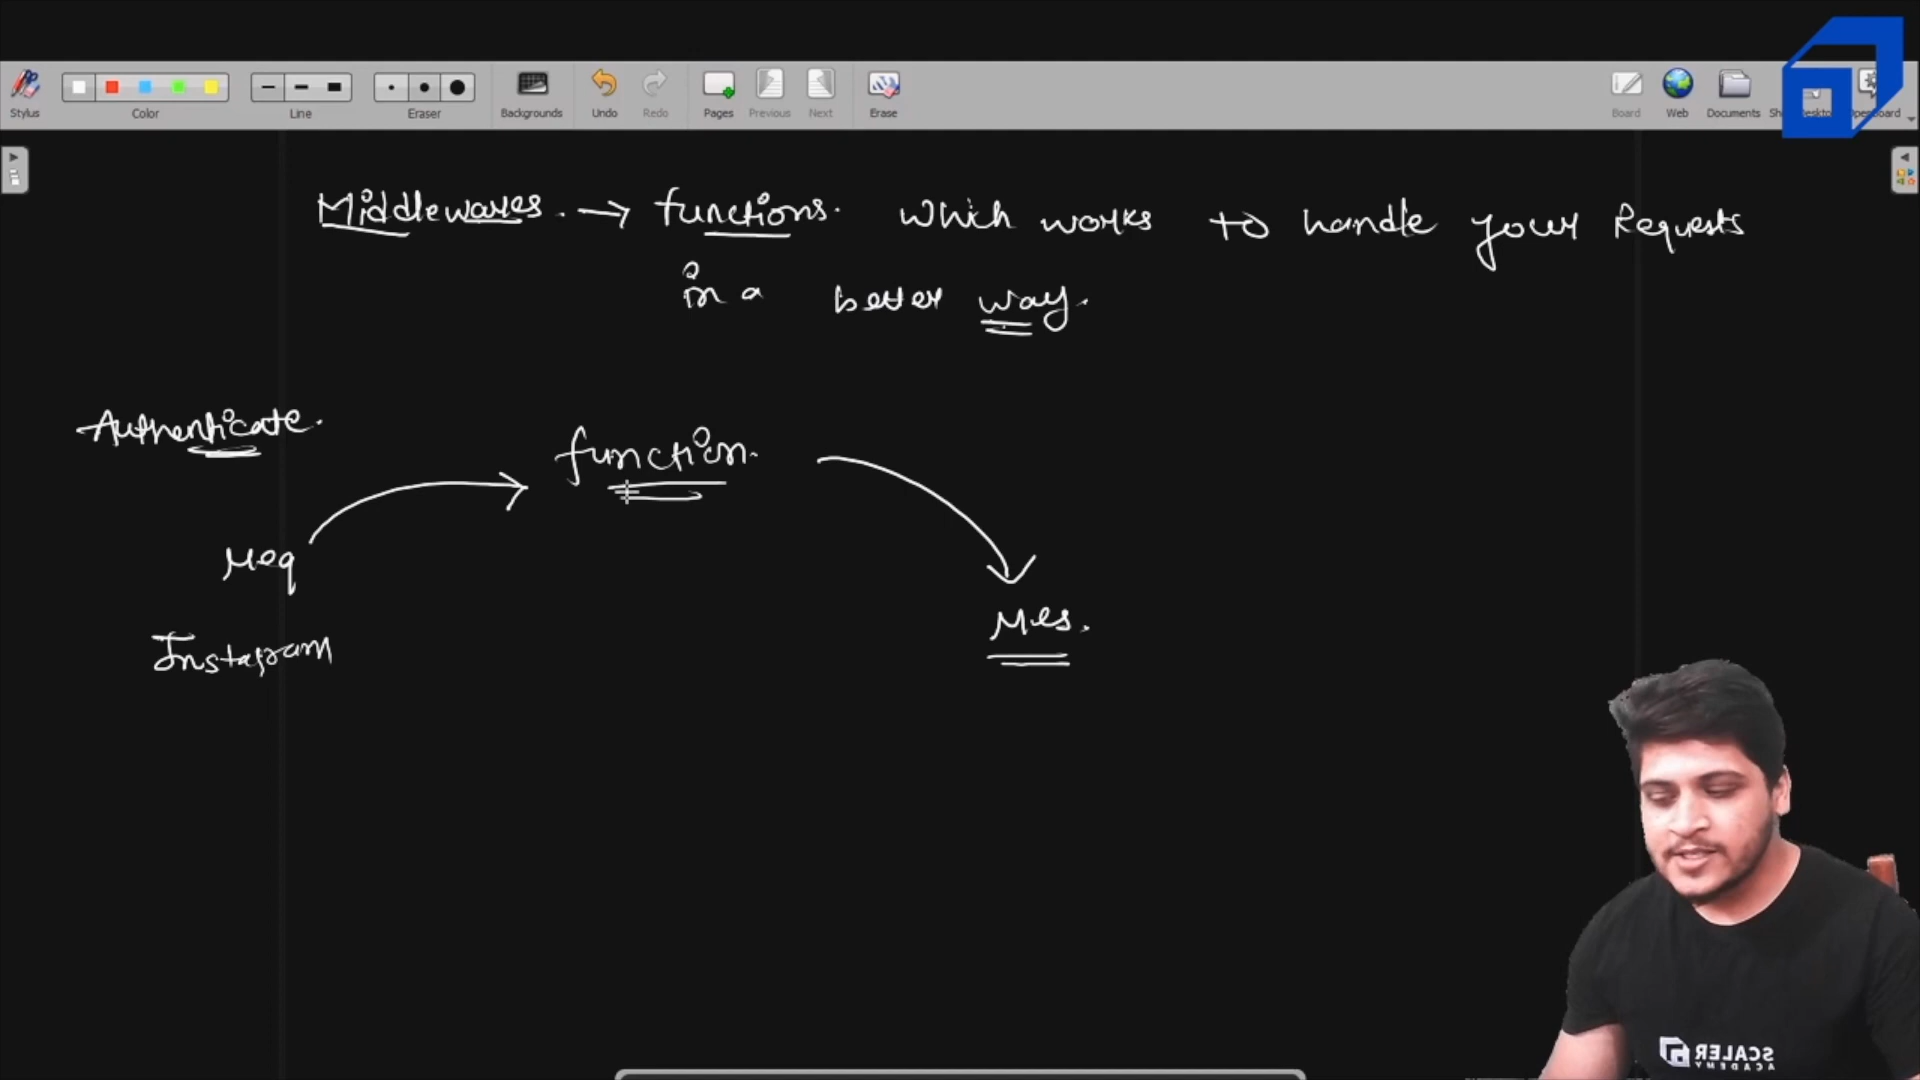 Stylus
Color
Line
Eraser
Backgrounds
Undo
Redo
Pages
Previous
Next
Erase
Board
Web
Documents
Middlewares. → functions. which works to handle your Requests
in a better way.
Authenticate.
function.
req
res.
Instagram
SCALER
ACADEMY